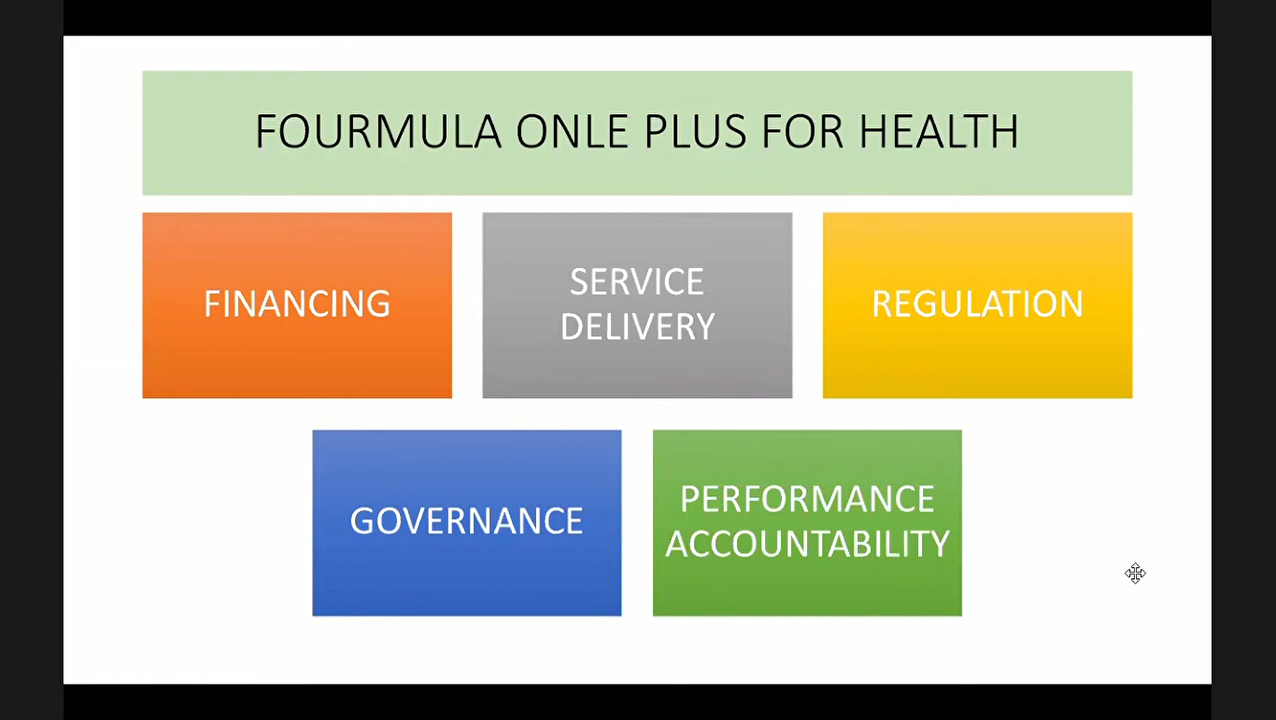 FOURMULA ONLE PLUS FOR HEALTH
FINANCING
SERVICE
DELIVERY
REGULATION
GOVERNANCE
PERFORMANCE
ACCOUNTABILITY